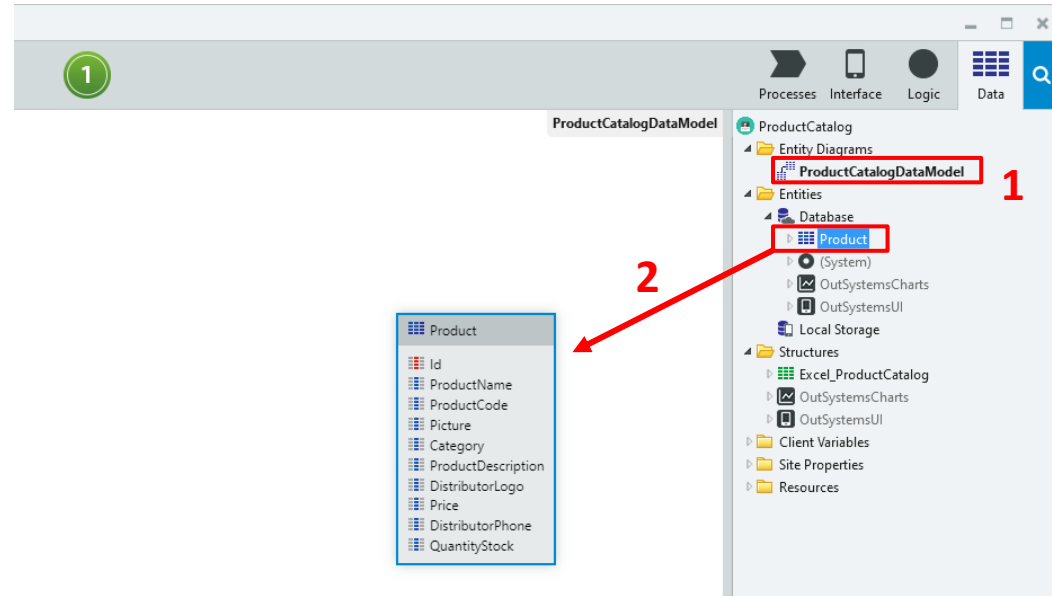 1
Processes
Interface
Logic
Data
ProductCatalogDataModel
ProductCatalog
Entity Diagrams
ProductCatalogDataModel
1
Entities
Database
Product
(System)
OutSystemsCharts
OutSystemsUI
Local Storage
Structures
Excel_ProductCatalog
OutSystemsCharts
OutSystemsUI
Client Variables
Site Properties
Resources
2
Product
Id
ProductName
ProductCode
Picture
Category
ProductDescription
DistributorLogo
Price
DistributorPhone
QuantityStock